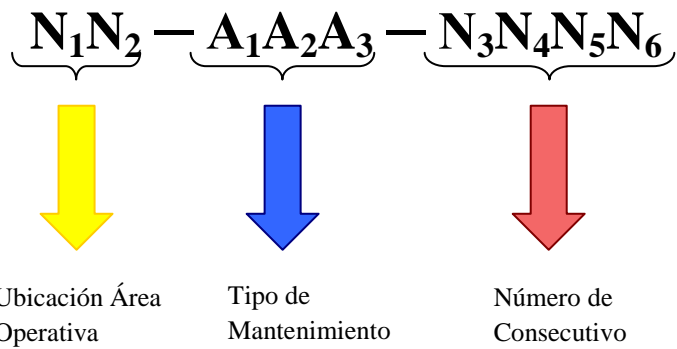 N₁N₂ — A₁A₂A₃ — N₃N₄N₅N₆
Ubicación Área
Operativa
Tipo de
Mantenimiento
Número de
Consecutivo